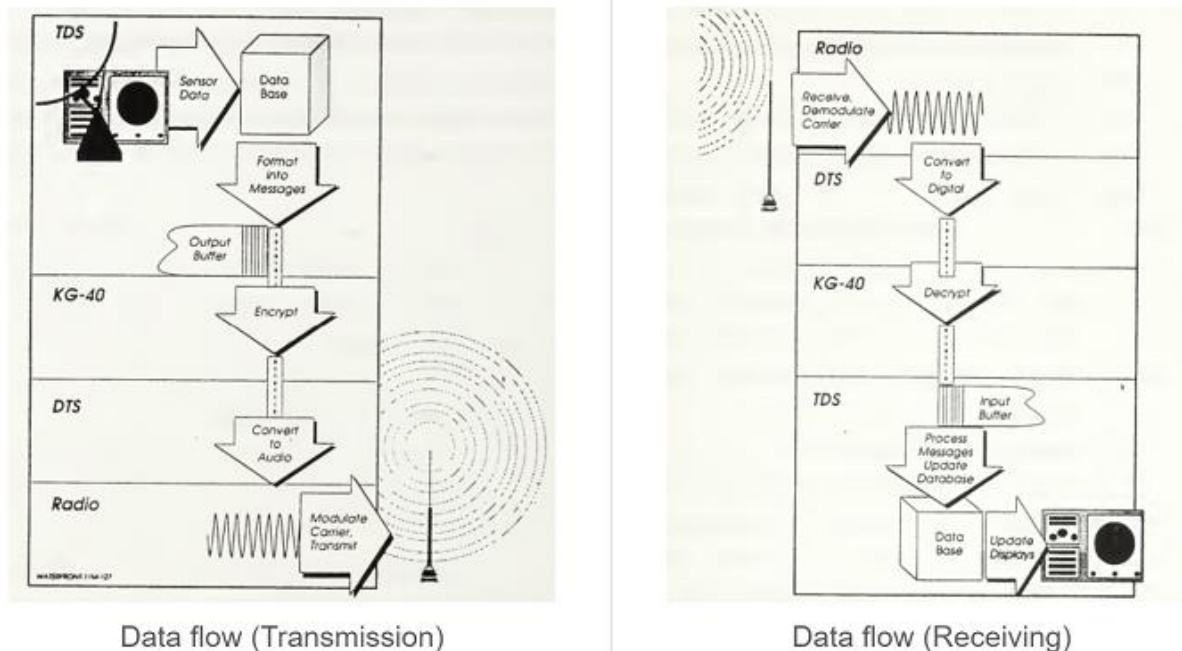 TDS
Sensor
Data
Data
Base
Format
into
Messages
Output
Buffer
KG-40
Encrypt
DTS
Convert
to
Audio
Radio
Modulate
Carrier,
Transmit
Data flow (Transmission)
Radio
Receive,
Demodulate
Carrier
DTS
Convert
to
Digital
KG-40
Decrypt
TDS
Input
Buffer
Process
Messages
Update
Database
Data
Base
Update
Displays
Data flow (Receiving)